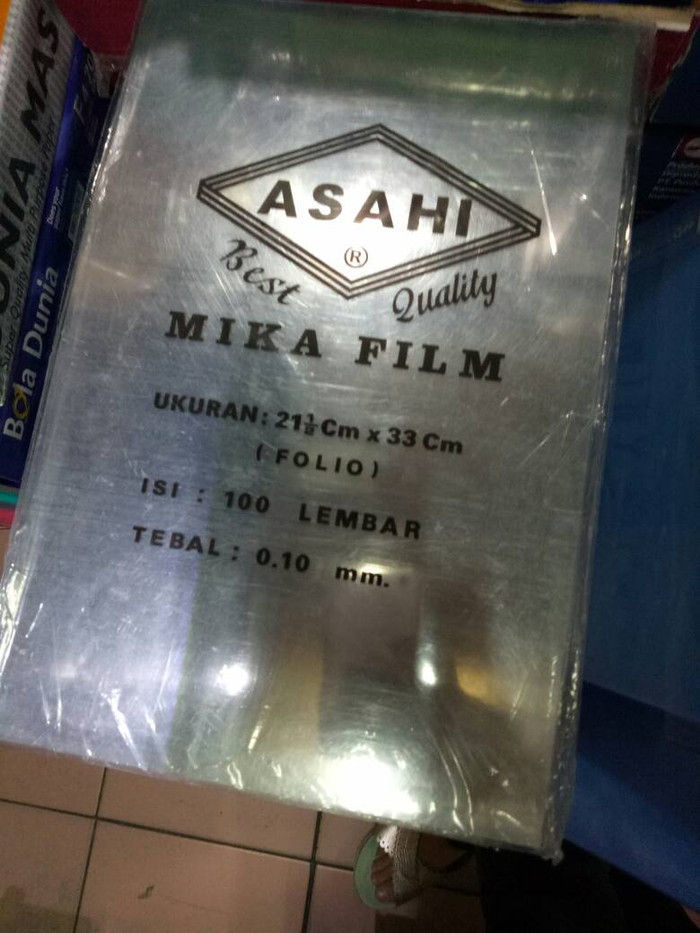 ASAHI
®
Best Quality
MIKA FILM
UKURAN: 21½ Cm x 33 Cm
(FOLIO)
ISI : 100 LEMBAR
TEBAL : 0.10 mm.
Bola Dunia